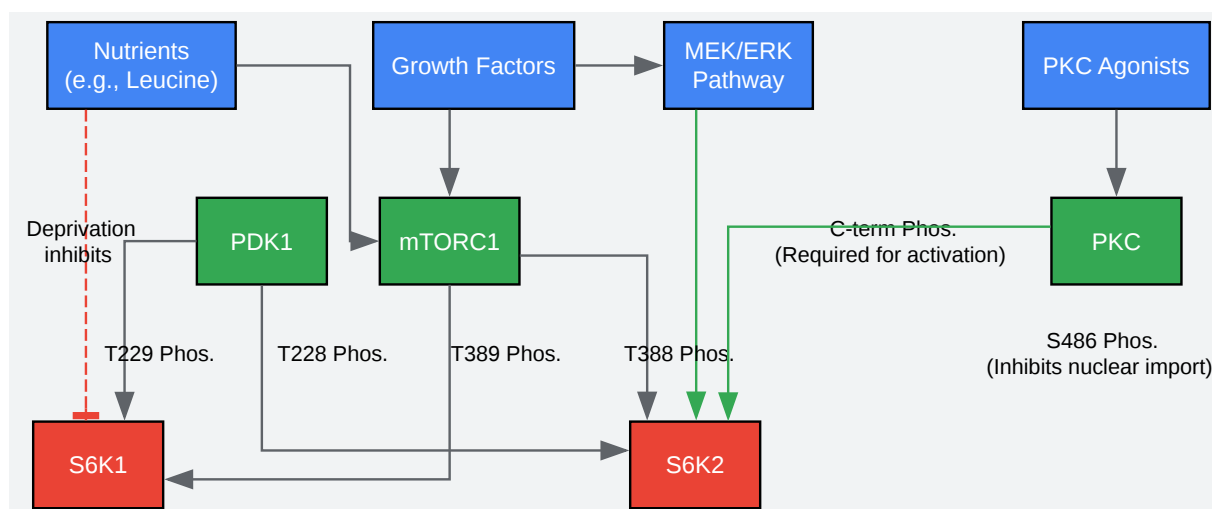 Nutrients
(e.g., Leucine)
Growth Factors
MEK/ERK
Pathway
PKC Agonists
Deprivation
inhibits
PDK1
mTORC1
C-term Phos.
(Required for activation)
PKC
T229 Phos.
T228 Phos.
T389 Phos.
T388 Phos.
S486 Phos.
(Inhibits nuclear import)
S6K1
S6K2